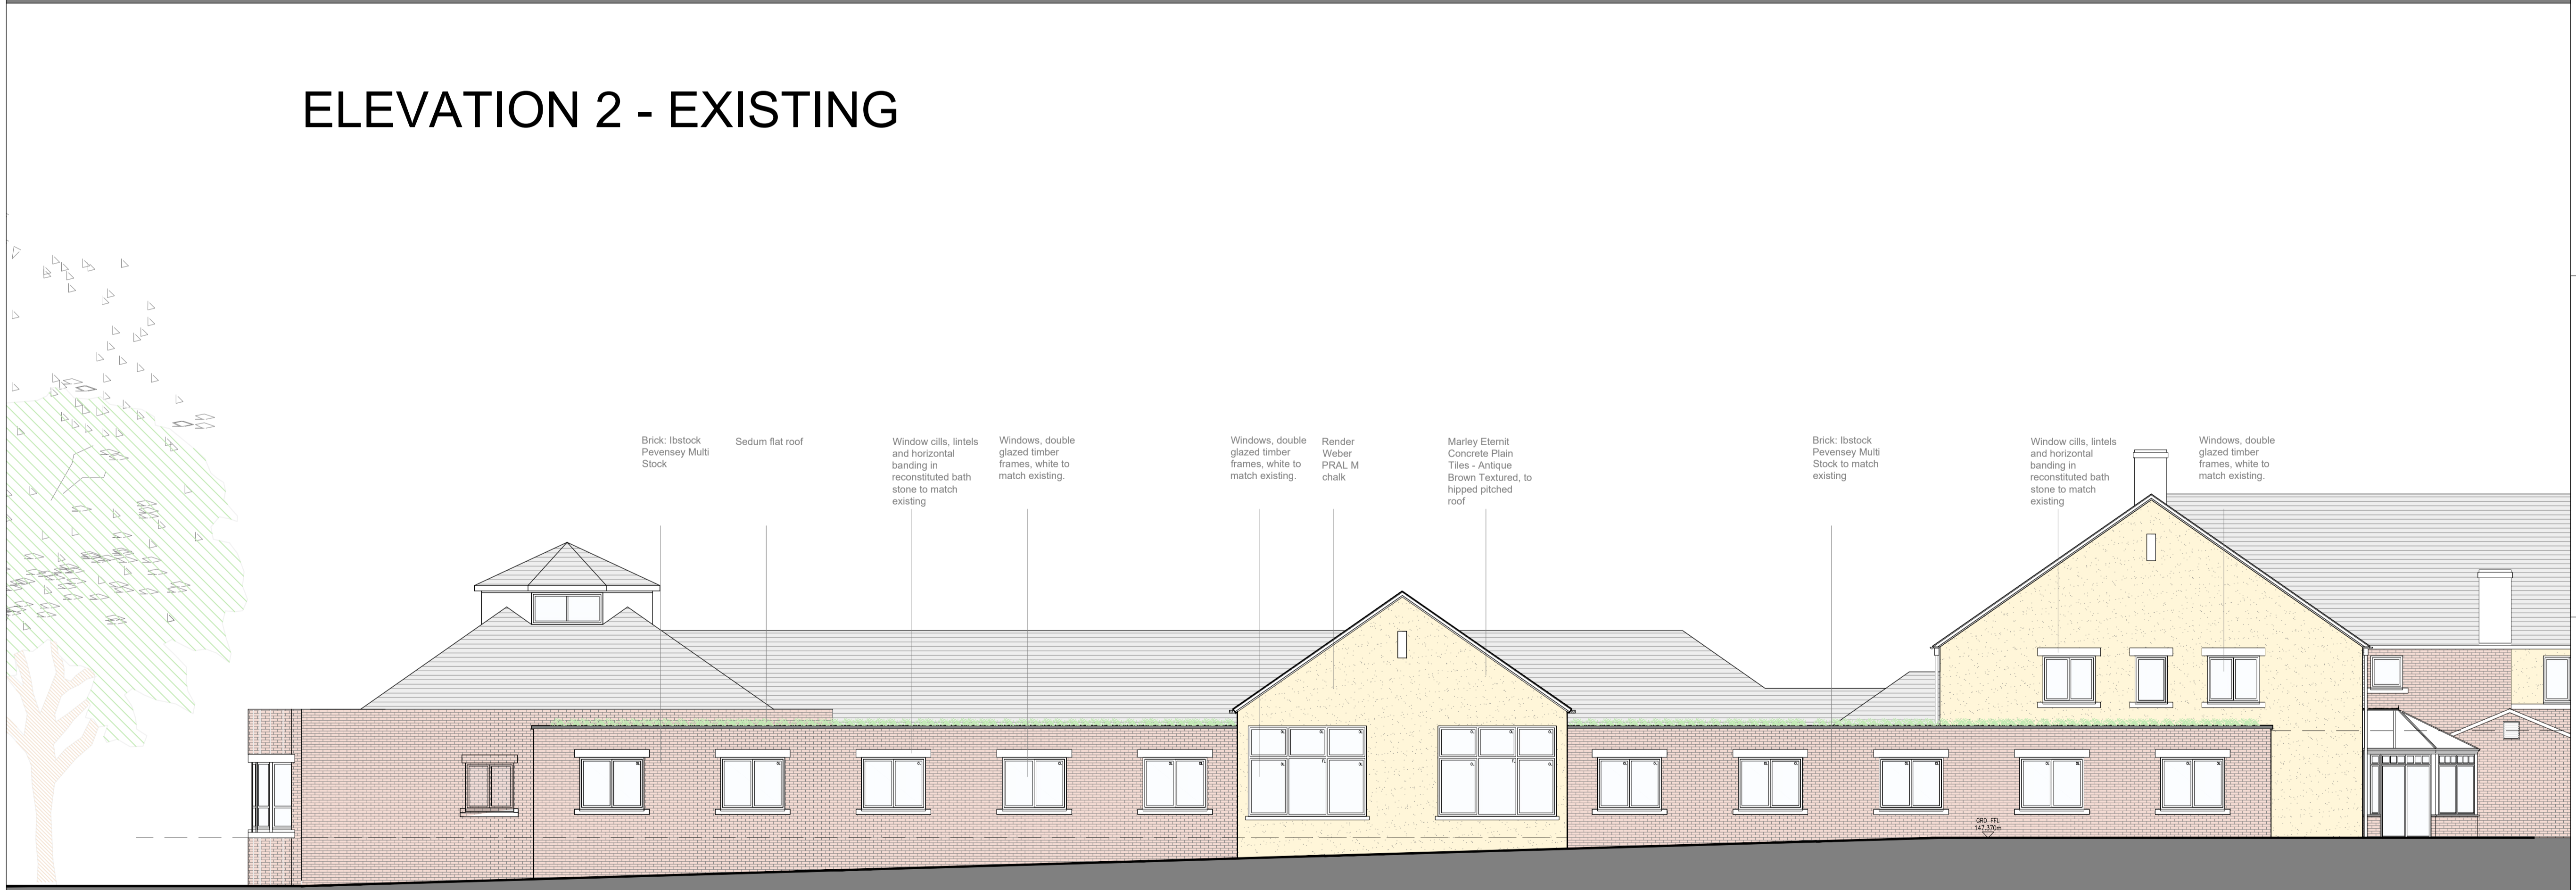 ELEVATION 2 - EXISTING
Brick: Ibstock
Pevensey Multi
Stock
Sedum flat roof
Window cills, lintels
and horizontal
banding in
reconstituted bath
stone to match
existing
Windows, double
glazed timber
frames, white to
match existing.
Windows, double
glazed timber
frames, white to
match existing.
Render
Weber
PRAL M
chalk
Marley Eternit
Concrete Plain
Tiles - Antique
Brown Textured, to
hipped pitched
roof
Brick: Ibstock
Pevensey Multi
Stock to match
existing
Window cills, lintels
and horizontal
banding in
reconstituted bath
stone to match
existing
Windows, double
glazed timber
frames, white to
match existing.
GRD FFL
147.370m